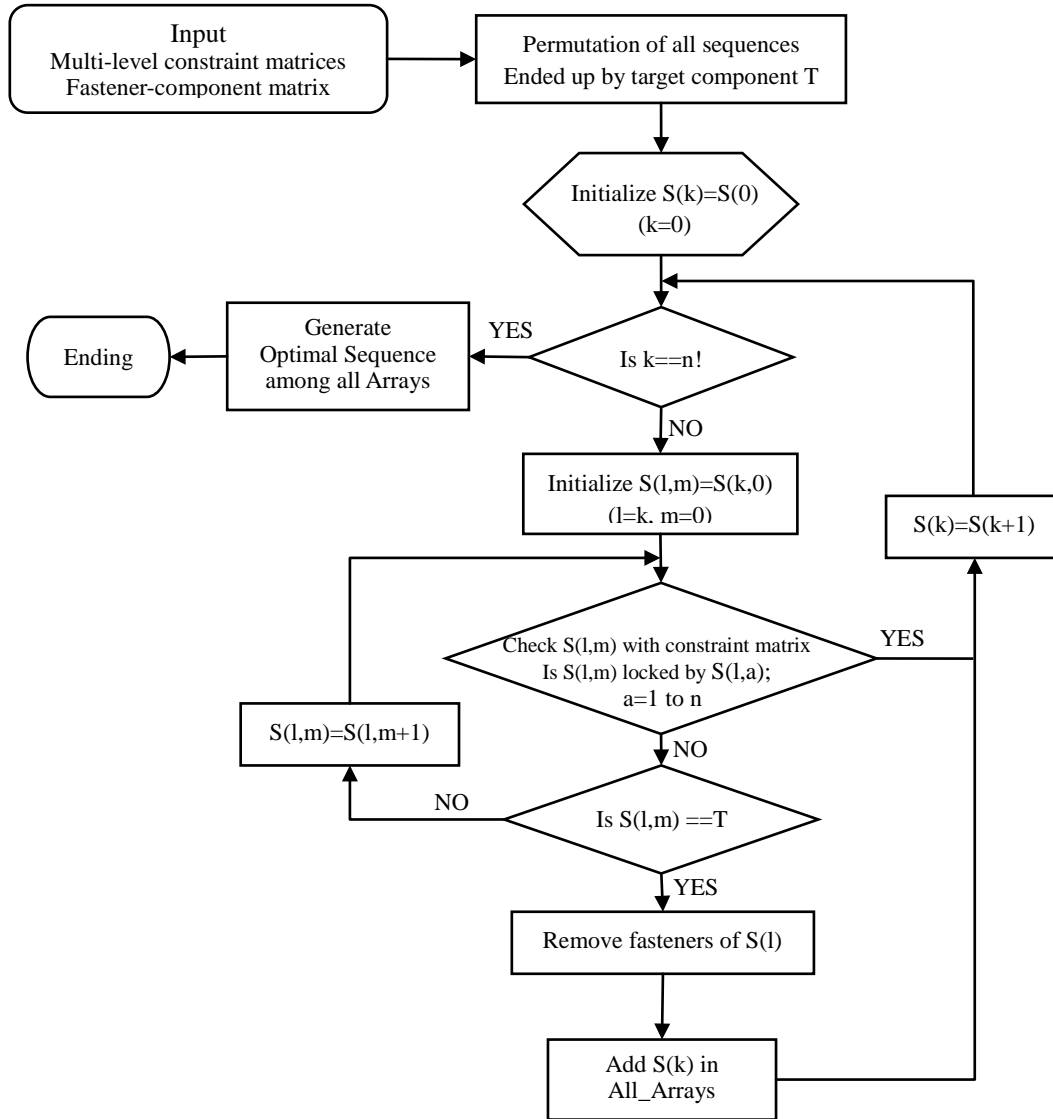 Input
Multi-level constraint matrices
Fastener-component matrix
Permutation of all sequences
Ended up by target component T
Initialize S(k)=S(0)
(k=0)
Is k==n!
YES
Generate
Optimal Sequence
among all Arrays
Ending
NO
Initialize S(l,m)=S(k,0)
(l=k, m=0)
S(k)=S(k+1)
Check S(l,m) with constraint matrix
Is S(l,m) locked by S(l,a);
a=1 to n
YES
S(l,m)=S(l,m+1)
NO
NO
Is S(l,m) ==T
YES
Remove fasteners of S(l)
Add S(k) in
All_Arrays